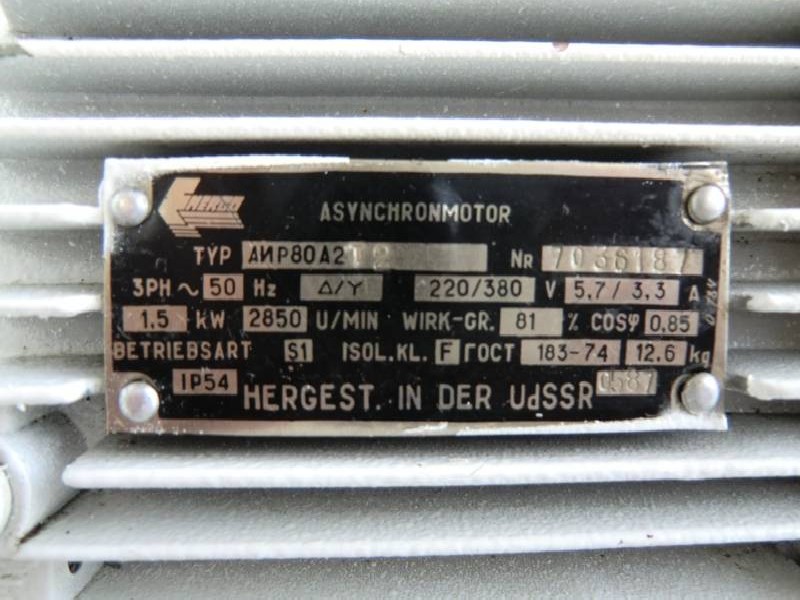 ASYNCHRONMOTOR
TYP АИР80А2 NR 7036187
3PH ~ 50 Hz Δ/Y 220/380 V 5,7 / 3,3 A
1,5 kW 2850 U/MIN WIRK-GR. 81 % COSφ 0,85
BETRIEBSART S1 ISOL.KL. F ГОСТ 183-74 12.6 kg
IP54 HERGEST. IN DER UdSSR 0587